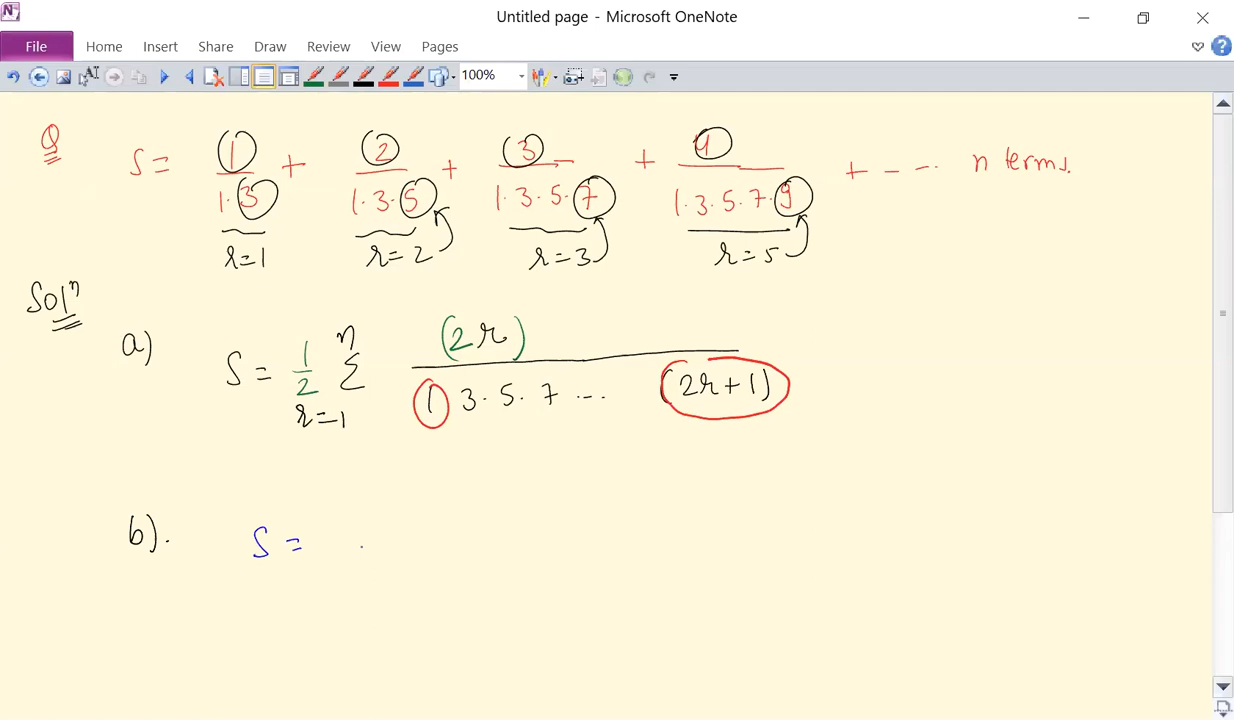 Untitled page - Microsoft OneNote
File Home Insert Share Draw Review View Pages
100%
Q S = 1/1·3 + 2/1·3·5 + 3/1·3·5·7 + 4/1·3·5·7·9 + - - ·· n terms.
r=1 r=2 r=3 r=5
Solⁿ
a) S = 1/2 Σ n r=1 (2r)/1 3·5·7 ... (2r+1)
b). S =